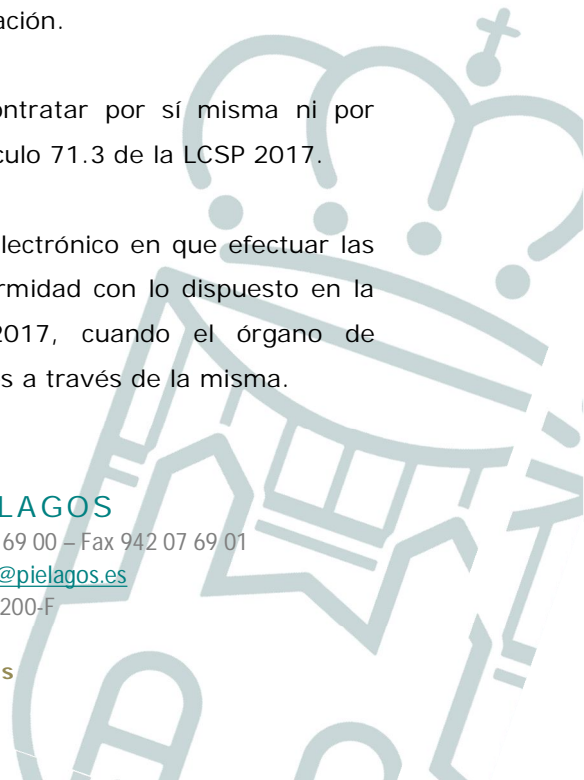 ación.
ontratar por sí misma ni por
culo 71.3 de la LCSP 2017.
lectrónico en que efectuar las
rmidad con lo dispuesto en la
2017, cuando el órgano de
s a través de la misma.
LAGOS
69 00 – Fax 942 07 69 01
@pielagos.es
200-F
s